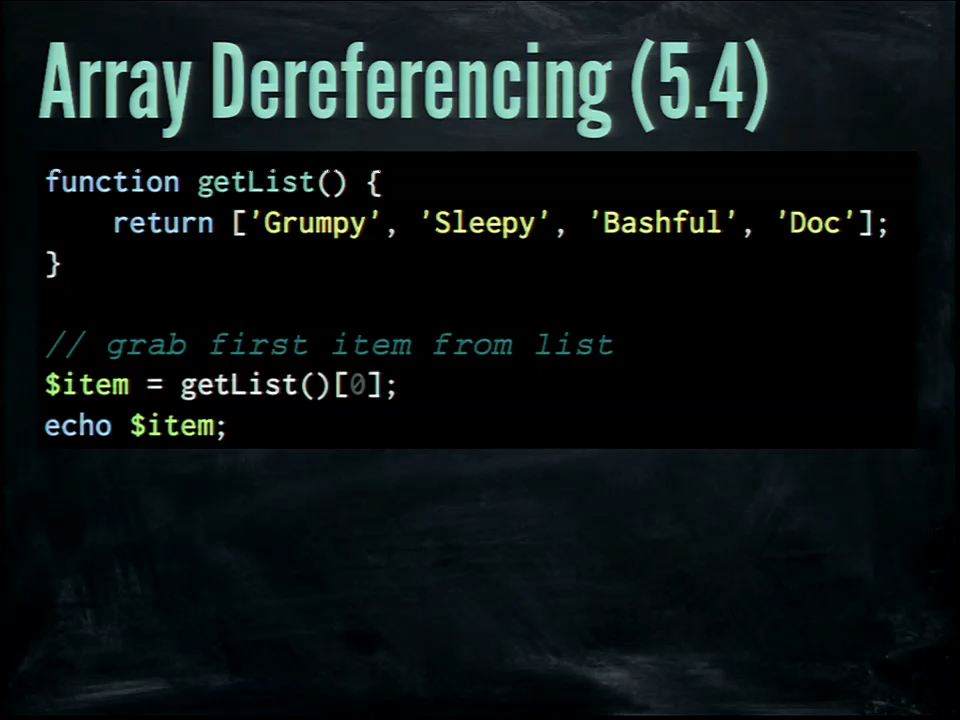 Array Dereferencing (5.4)
function getList() {
    return ['Grumpy', 'Sleepy', 'Bashful', 'Doc'];
}
// grab first item from list
$item = getList()[0];
echo $item;